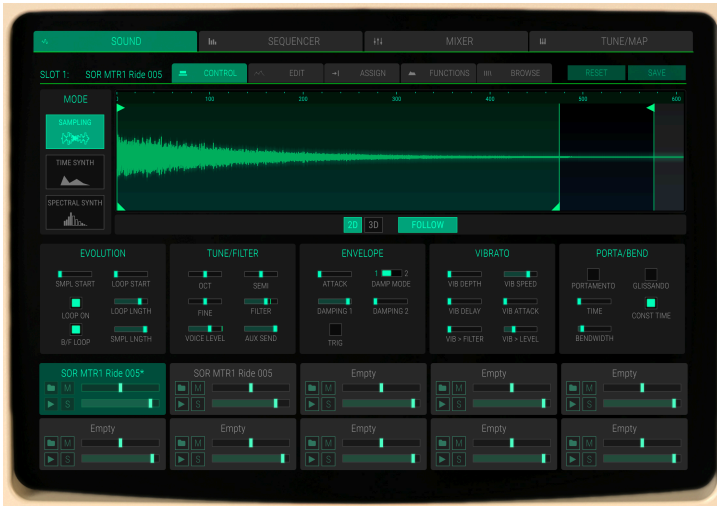 SOUND SEQUENCER MIXER TUNE/MAP
SLOT 1: SOR MTR1 Ride 005 CONTROL EDIT ASSIGN FUNCTIONS BROWSE RESET SAVE
MODE
100 200 300 400 500 600
SAMPLING
TIME SYNTH
SPECTRAL SYNTH
2D 3D FOLLOW
EVOLUTION
SMPL START LOOP START
LOOP ON LOOP LNGTH
B/F LOOP SMPL LNGTH
TUNE/FILTER
OCT SEMI
FINE FILTER
VOICE LEVEL AUX SEND
ENVELOPE
1 2
ATTACK DAMP MODE
DAMPING 1 DAMPING 2
TRIG
VIBRATO
VIB DEPTH VIB SPEED
VIB DELAY VIB ATTACK
VIB > FILTER VIB > LEVEL
PORTA/BEND
PORTAMENTO GLISSANDO
TIME CONST TIME
BENDWIDTH
SOR MTR1 Ride 005* SOR MTR1 Ride 005 Empty Empty Empty
M M M M M
S S S S S
Empty Empty Empty Empty Empty
M M M M M
S S S S S